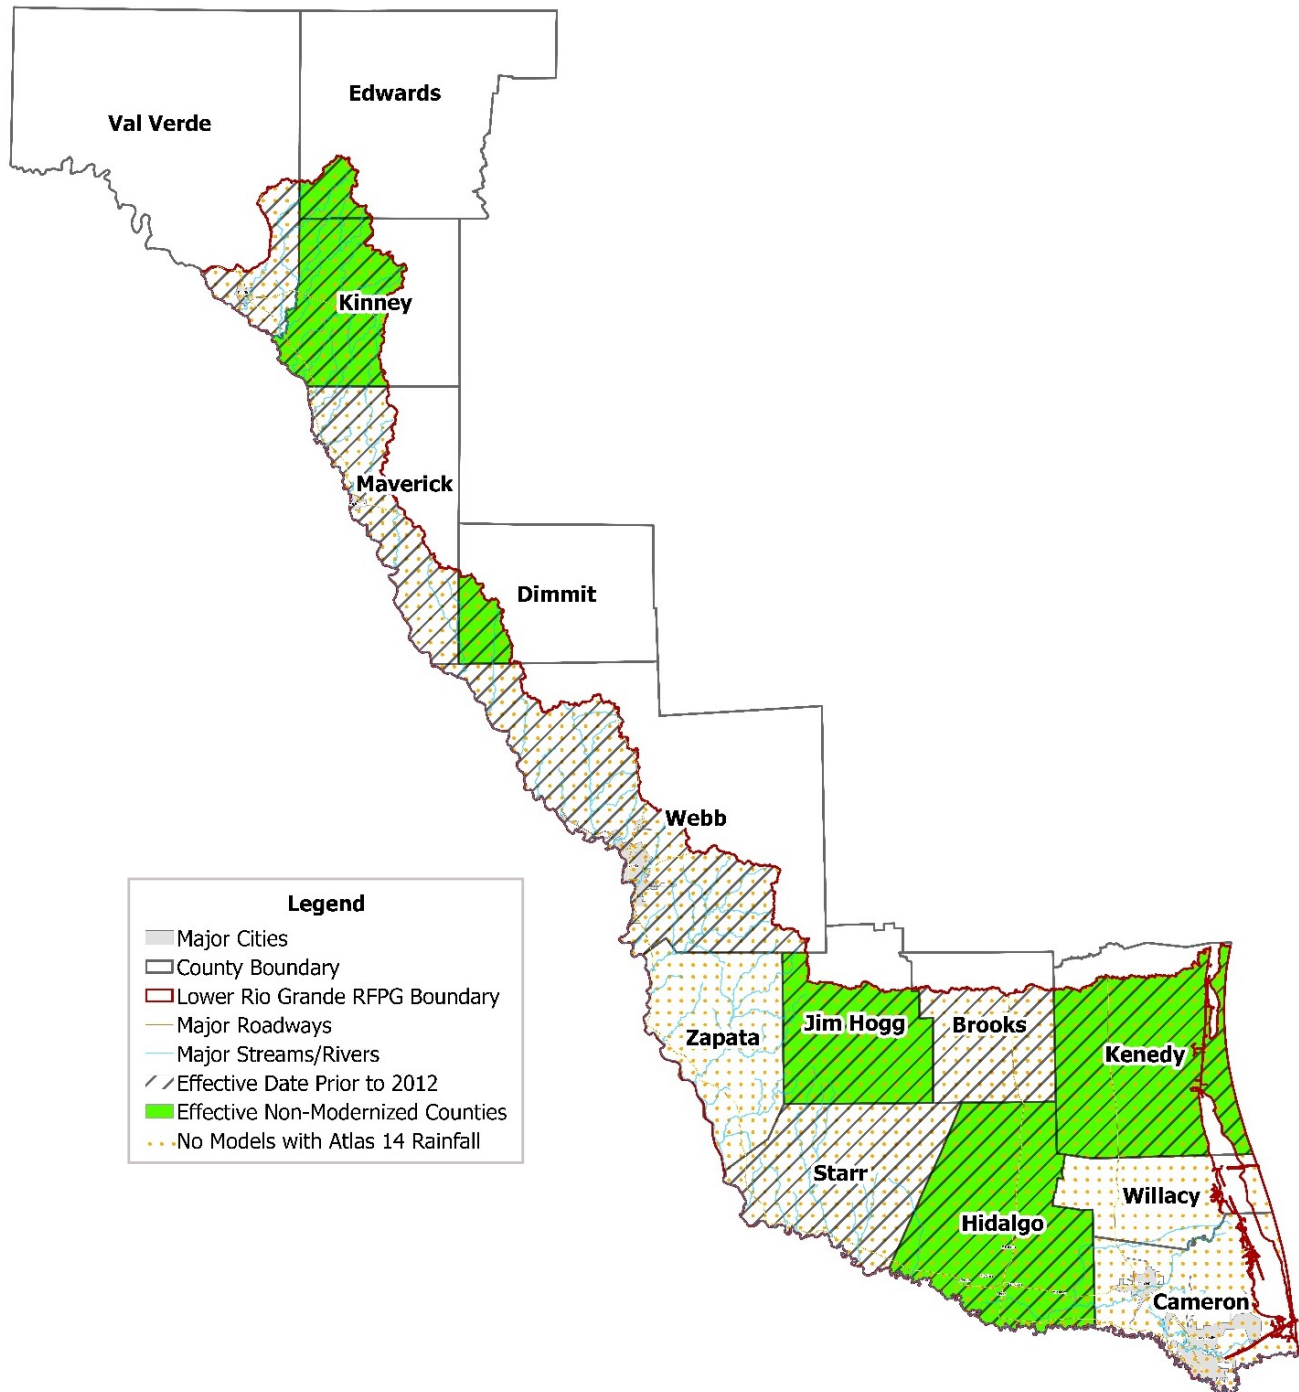 Edwards
Val Verde
Kinney
Maverick
Dimmit
Webb
Legend
Major Cities
County Boundary
Lower Rio Grande RFPG Boundary
Major Roadways
Major Streams/Rivers
Effective Date Prior to 2012
Effective Non-Modernized Counties
No Models with Atlas 14 Rainfall
Zapata
Jim Hogg
Brooks
Kenedy
Starr
Willacy
Hidalgo
Cameron